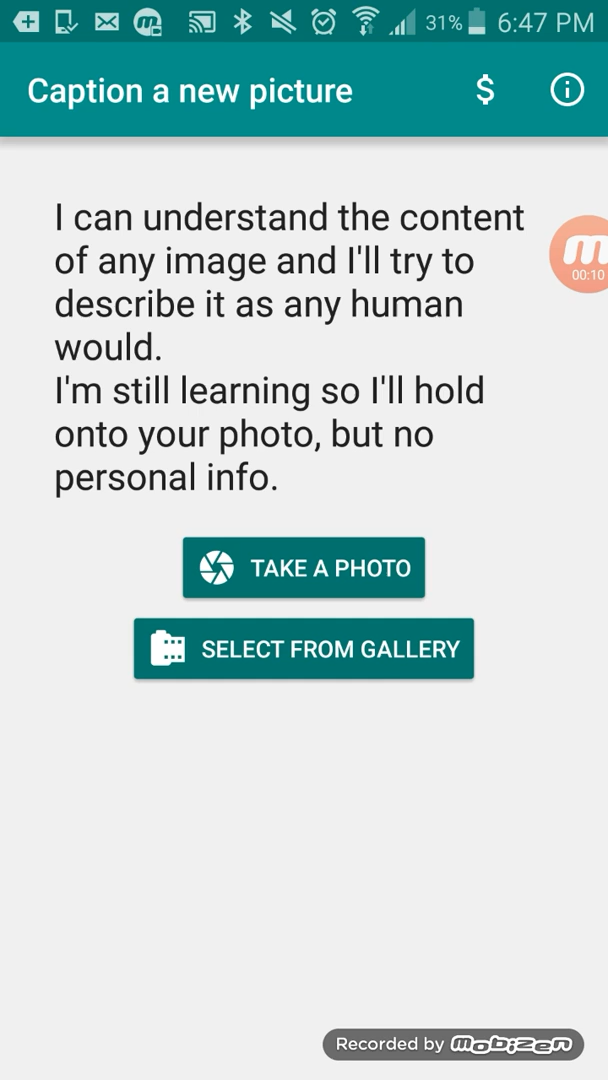 31% 6:47 PM
Caption a new picture $
m
00:10
I can understand the content
of any image and I'll try to
describe it as any human
would.
I'm still learning so I'll hold
onto your photo, but no
personal info.
TAKE A PHOTO
SELECT FROM GALLERY
Recorded by Mobizen